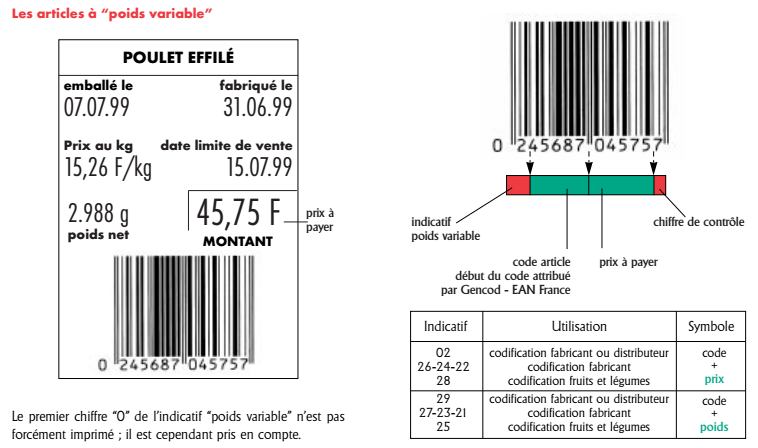 Les articles à “poids variable”
POULET EFFILÉ
emballé le fabriqué le
07.07.99 31.06.99
Prix au kg date limite de vente
15,26 F/kg 15.07.99
2.988 g 45,75 F
poids net MONTANT
prix à
payer
0 245687 045757
Le premier chiffre “0” de l’indicatif “poids variable” n’est pas
forcément imprimé ; il est cependant pris en compte.
0 245687 045757
indicatif
poids variable
chiffre de contrôle
code article
début du code attribué
par Gencod - EAN France
prix à payer
Indicatif Utilisation Symbole
02 codification fabricant ou distributeur code
26-24-22 codification fabricant +
28 codification fruits et légumes prix
29 codification fabricant ou distributeur code
27-23-21 codification fabricant +
25 codification fruits et légumes poids